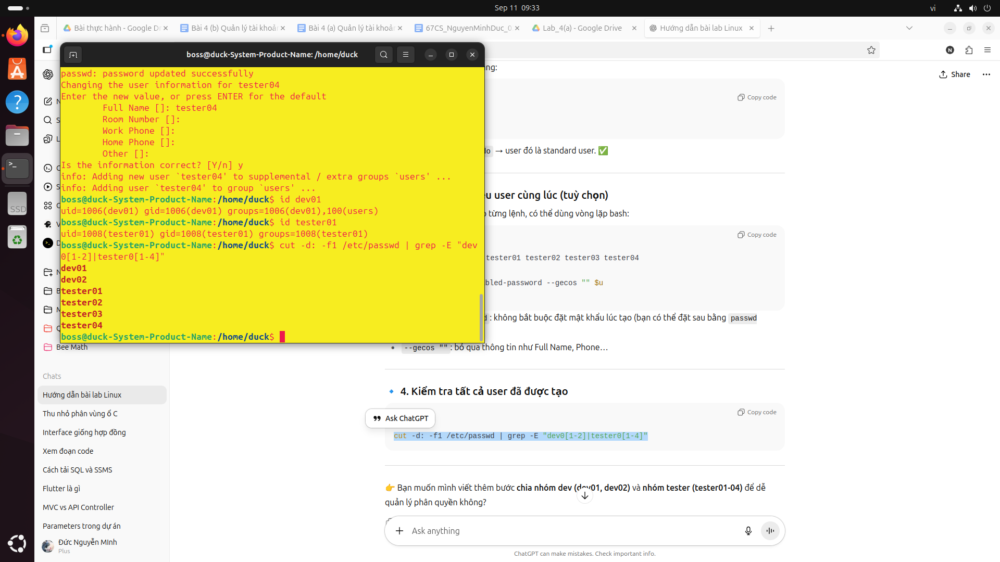 Sep 11 09:33
vi
Bài thực hành - Google D
Bài 4 (b) Quản lý tài khoản
Bài 4 (a) Quản lý tài khoản
67CS_NguyenMinhDuc_0
Lab_4(a) - Google Drive
Hướng dẫn bài lab Linux
boss@duck-System-Product-Name: /home/duck
N
passwd: password updated successfully
Changing the user information for tester04
Enter the new value, or press ENTER for the default
Full Name []: tester04
Room Number []:
Work Phone []:
Home Phone []:
Other []:
Is the information correct? [Y/n] y
info: Adding new user `tester04' to supplemental / extra groups `users' ...
info: Adding user `tester04' to group `users' ...
boss@duck-System-Product-Name:/home/duck$ id dev01
uid=1006(dev01) gid=1006(dev01) groups=1006(dev01),100(users)
boss@duck-System-Product-Name:/home/duck$ id tester01
uid=1008(tester01) gid=1008(tester01) groups=1008(tester01)
boss@duck-System-Product-Name:/home/duck$ cut -d: -f1 /etc/passwd | grep -E "dev
0[1-2]|tester0[1-4]"
dev01
dev02
tester01
tester02
tester03
tester04
boss@duck-System-Product-Name:/home/duck$
SSD
Bee Math
Chats
Hướng dẫn bài lab Linux
Thu nhỏ phân vùng ổ C
Interface giống hợp đồng
Xem đoạn code
Cách tải SQL và SSMS
Flutter là gì
MVC vs API Controller
Parameters trong dự án
Đức Nguyễn MInh
Plus
Share
ng:
Copy code
do → user đó là standard user. ✅
u user cùng lúc (tuỳ chọn)
từng lệnh, có thể dùng vòng lặp bash:
Copy code
tester01 tester02 tester03 tester04
bled-password --gecos "" $u
d : không bắt buộc đặt mật khẩu lúc tạo (bạn có thể đặt sau bằng passwd
--gecos "" : bỏ qua thông tin như Full Name, Phone…
4. Kiểm tra tất cả user đã được tạo
Copy code
Ask ChatGPT
cut -d: -f1 /etc/passwd | grep -E "dev0[1-2]|tester0[1-4]"
👉 Bạn muốn mình viết thêm bước chia nhóm dev (dev01, dev02) và nhóm tester (tester01-04) để dễ
quản lý phân quyền không?
Ask anything
ChatGPT can make mistakes. Check important info.